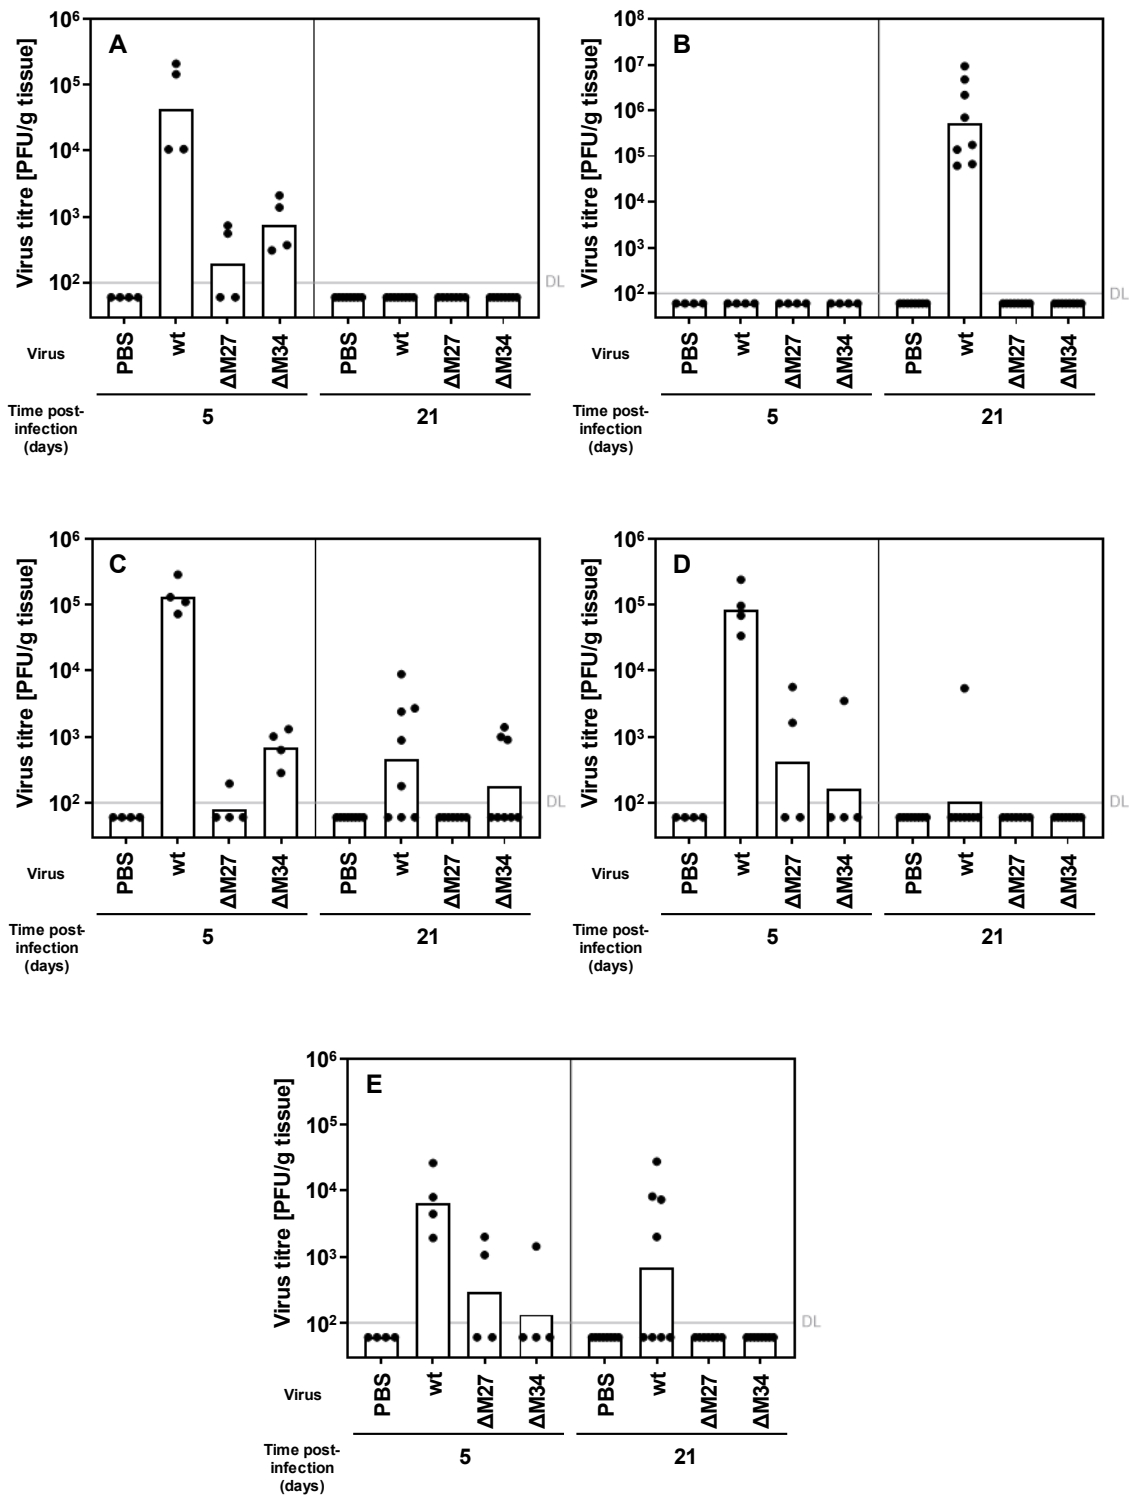 A
Virus titre [PFU/g tissue]
10⁶
10⁵
10⁴
10³
10²
DL
Virus
PBS
wt
ΔM27
ΔM34
PBS
wt
ΔM27
ΔM34
Time post-
infection
(days)
5
21
B
Virus titre [PFU/g tissue]
10⁸
10⁷
10⁶
10⁵
10⁴
10³
10²
DL
Virus
PBS
wt
ΔM27
ΔM34
PBS
wt
ΔM27
ΔM34
Time post-
infection
(days)
5
21
C
Virus titre [PFU/g tissue]
10⁶
10⁵
10⁴
10³
10²
DL
Virus
PBS
wt
ΔM27
ΔM34
PBS
wt
ΔM27
ΔM34
Time post-
infection
(days)
5
21
D
Virus titre [PFU/g tissue]
10⁶
10⁵
10⁴
10³
10²
DL
Virus
PBS
wt
ΔM27
ΔM34
PBS
wt
ΔM27
ΔM34
Time post-
infection
(days)
5
21
E
Virus titre [PFU/g tissue]
10⁶
10⁵
10⁴
10³
10²
DL
Virus
PBS
wt
ΔM27
ΔM34
PBS
wt
ΔM27
ΔM34
Time post-
infection
(days)
5
21